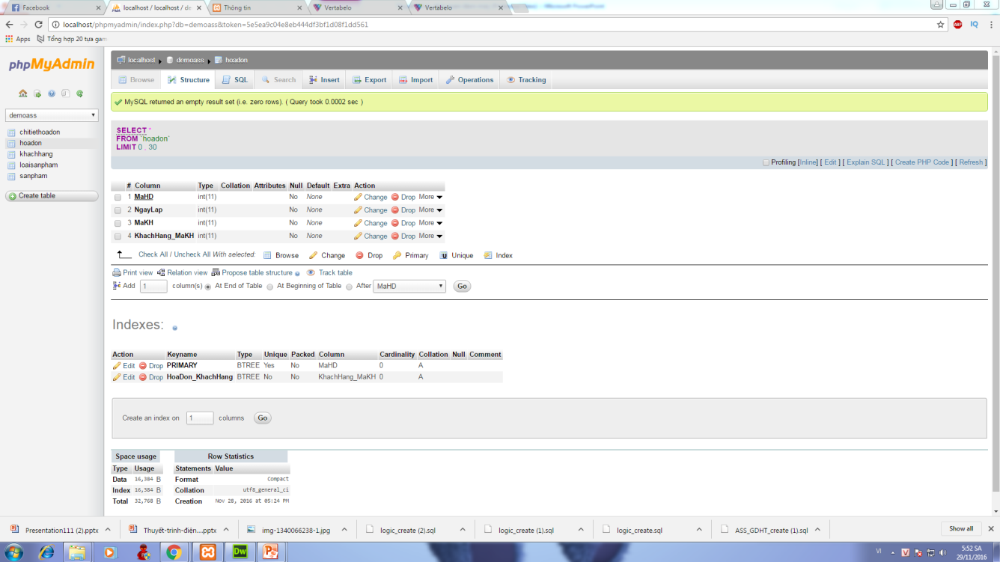 Facebook
localhost / localhost / de
Thông tin
Vertabelo
Vertabelo
Microsoft PowerPoint
localhost/phpmyadmin/index.php?db=demoass&token=5e5ea9c04e8eb444df3bf1d08f1dd561
ABP
IQ
Apps
Tổng hợp 20 tựa gam
phpMyAdmin
demoass
chitiethoadon
hoadon
khachhang
loaisanpham
sanpham
Create table
localhost ▸ demoass ▸ hoadon
Browse Structure SQL Search Insert Export Import Operations Tracking
MySQL returned an empty result set (i.e. zero rows). ( Query took 0.0002 sec )
SELECT *
FROM `hoadon`
LIMIT 0 , 30
Profiling [Inline] [ Edit ] [ Explain SQL ] [ Create PHP Code ] [ Refresh ]
# Column Type Collation Attributes Null Default Extra Action
1 MaHD int(11) No None Change Drop More
2 NgayLap int(11) No None Change Drop More
3 MaKH int(11) No None Change Drop More
4 KhachHang_MaKH int(11) No None Change Drop More
Check All / Uncheck All With selected: Browse Change Drop Primary Unique Index
Print view Relation view Propose table structure Track table
Add 1 column(s) At End of Table At Beginning of Table After MaHD Go
Indexes:
Action Keyname Type Unique Packed Column Cardinality Collation Null Comment
Edit Drop PRIMARY BTREE Yes No MaHD 0 A
Edit Drop HoaDon_KhachHang BTREE No No KhachHang_MaKH 0 A
Create an index on 1 columns Go
Space usage
Type Usage
Data 16,384 B
Index 16,384 B
Total 32,768 B
Row Statistics
Statements Value
Format Compact
Collation utf8_general_ci
Creation Nov 28, 2016 at 05:24 PM
Presentation111 (2).pptx
Thuyết-trinh-điện....pptx
img-1340066238-1.jpg
logic_create (2).sql
logic_create (1).sql
logic_create.sql
ASS_GDHT_create (1).sql
Show all
Dw
VI
5:52 SA
29/11/2016